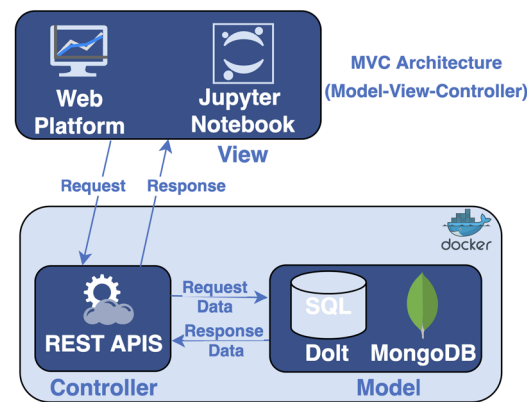 Web
Platform
Jupyter
Notebook
View
MVC Architecture
(Model-View-Controller)
Request
Response
docker
REST APIS
Request
Data
Response
Data
SQL
Dolt
MongoDB
Controller
Model